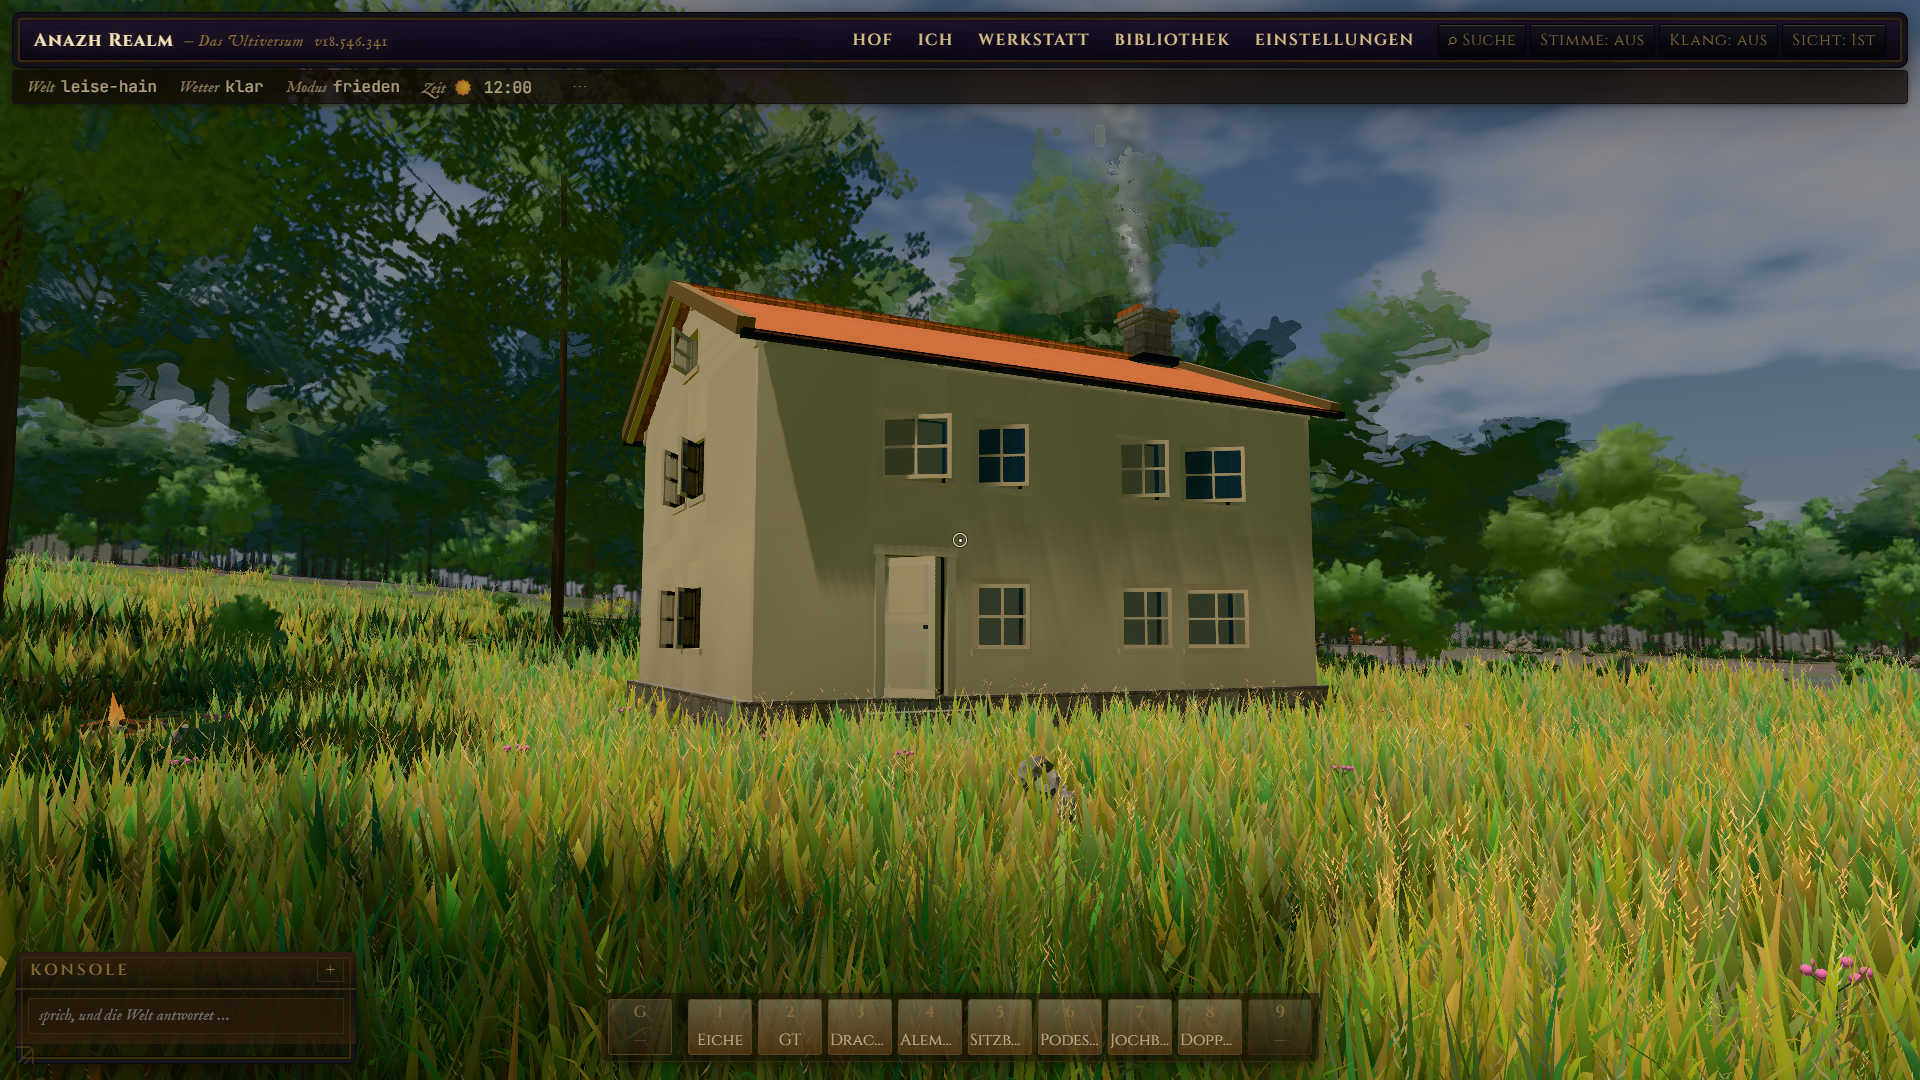 Anazh Realm — Das Ultiversum v18.546.341
HOF ICH WERKSTATT BIBLIOTHEK EINSTELLUNGEN ⌕ SUCHE STIMME: AUS KLANG: AUS SICHT: IST
Welt leise-hain Wetter klar Modus frieden Zeit 12:00 ...
KONSOLE +
sprich, und die Welt antwortet ...
G 1 2 3 4 5 6 7 8 9
— EICHE GT DRAC... ALEM... SITZB... PODES... JOCHB... DOPP... —